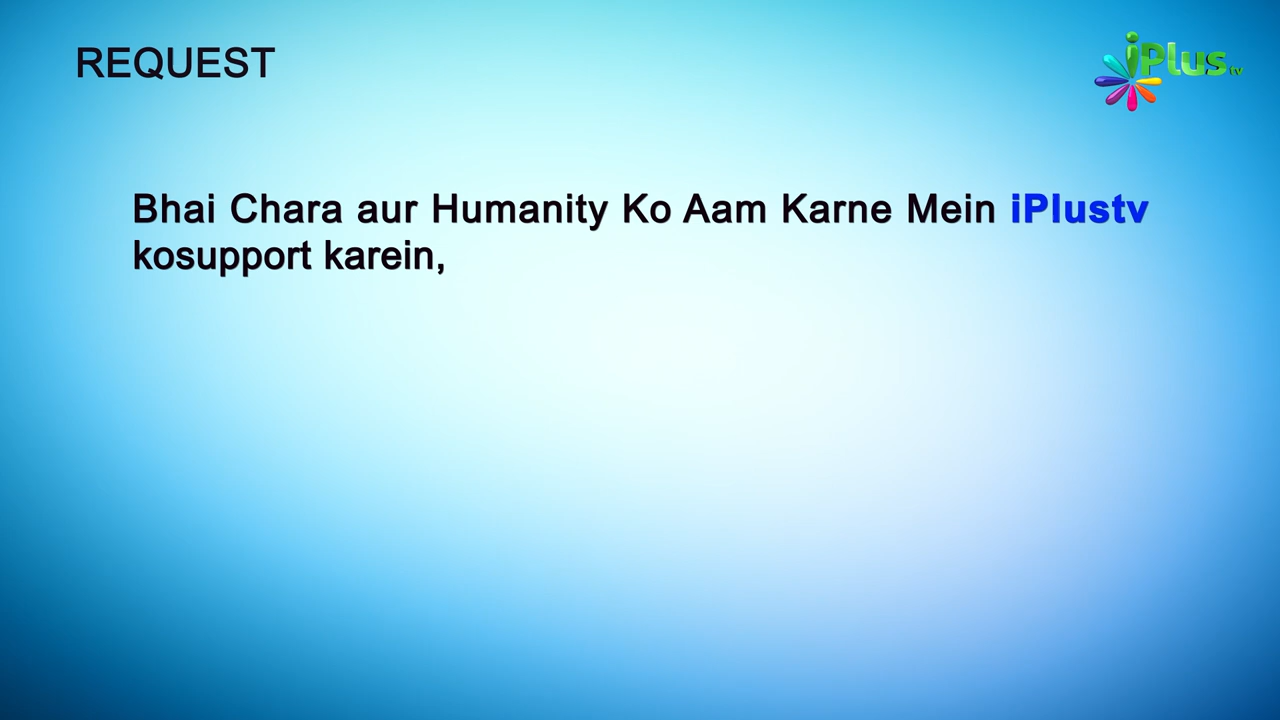 REQUEST
iPlus tv
Bhai Chara aur Humanity Ko Aam Karne Mein iPlustv
kosupport karein,